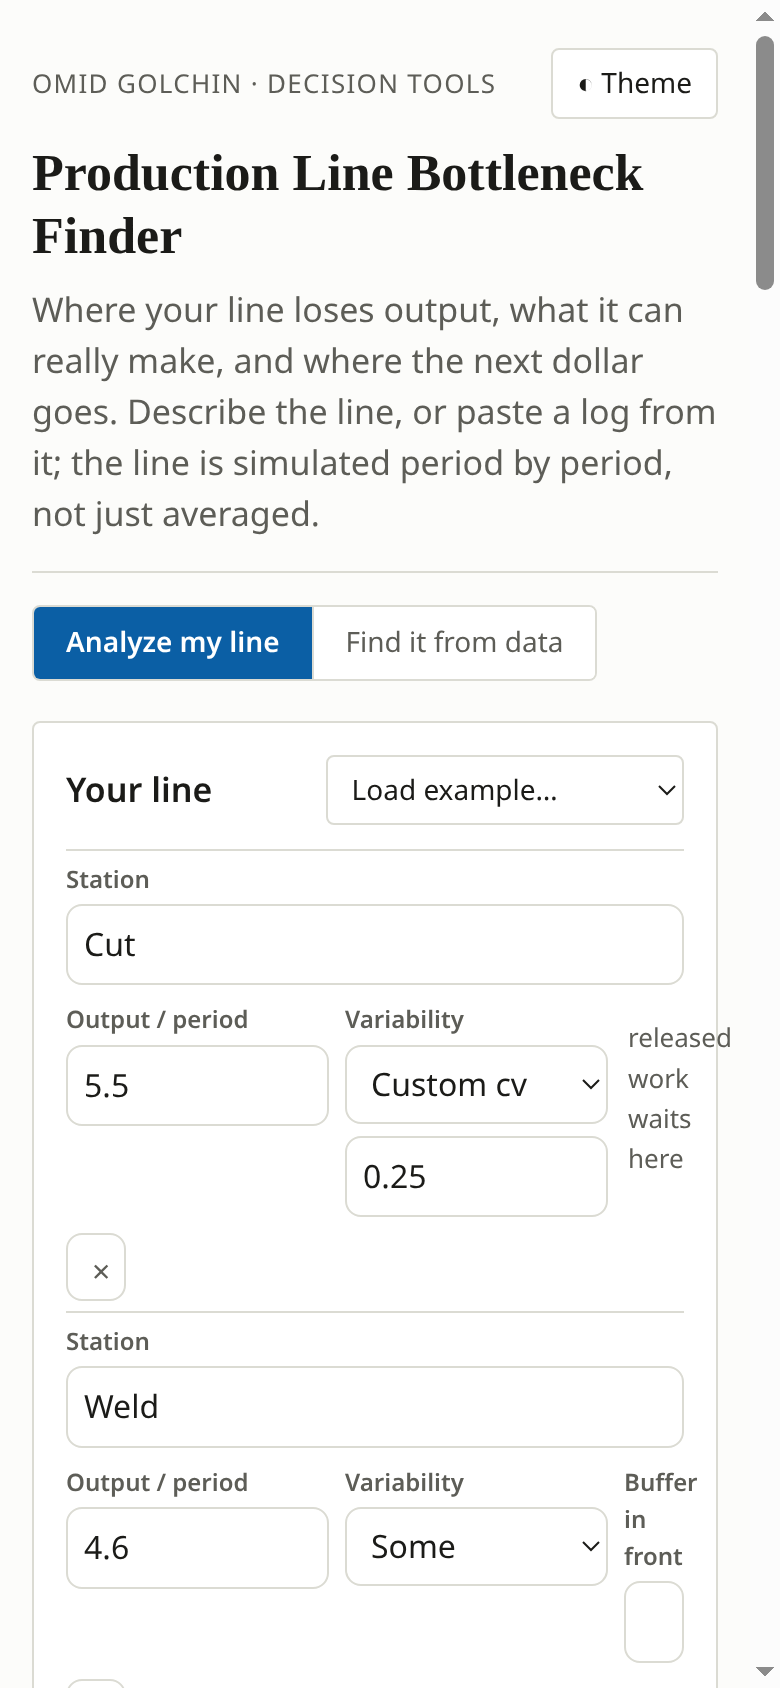 OMID GOLCHIN · DECISION TOOLS
◐ Theme
Production Line Bottleneck
Finder
Where your line loses output, what it can
really make, and where the next dollar
goes. Describe the line, or paste a log from
it; the line is simulated period by period,
not just averaged.
Analyze my line
Find it from data
Your line
Load example...
Station
Cut
Output / period
5.5
Variability
Custom cv
0.25
released
work
waits
here
×
Station
Weld
Output / period
4.6
Variability
Some
Buffer
in
front